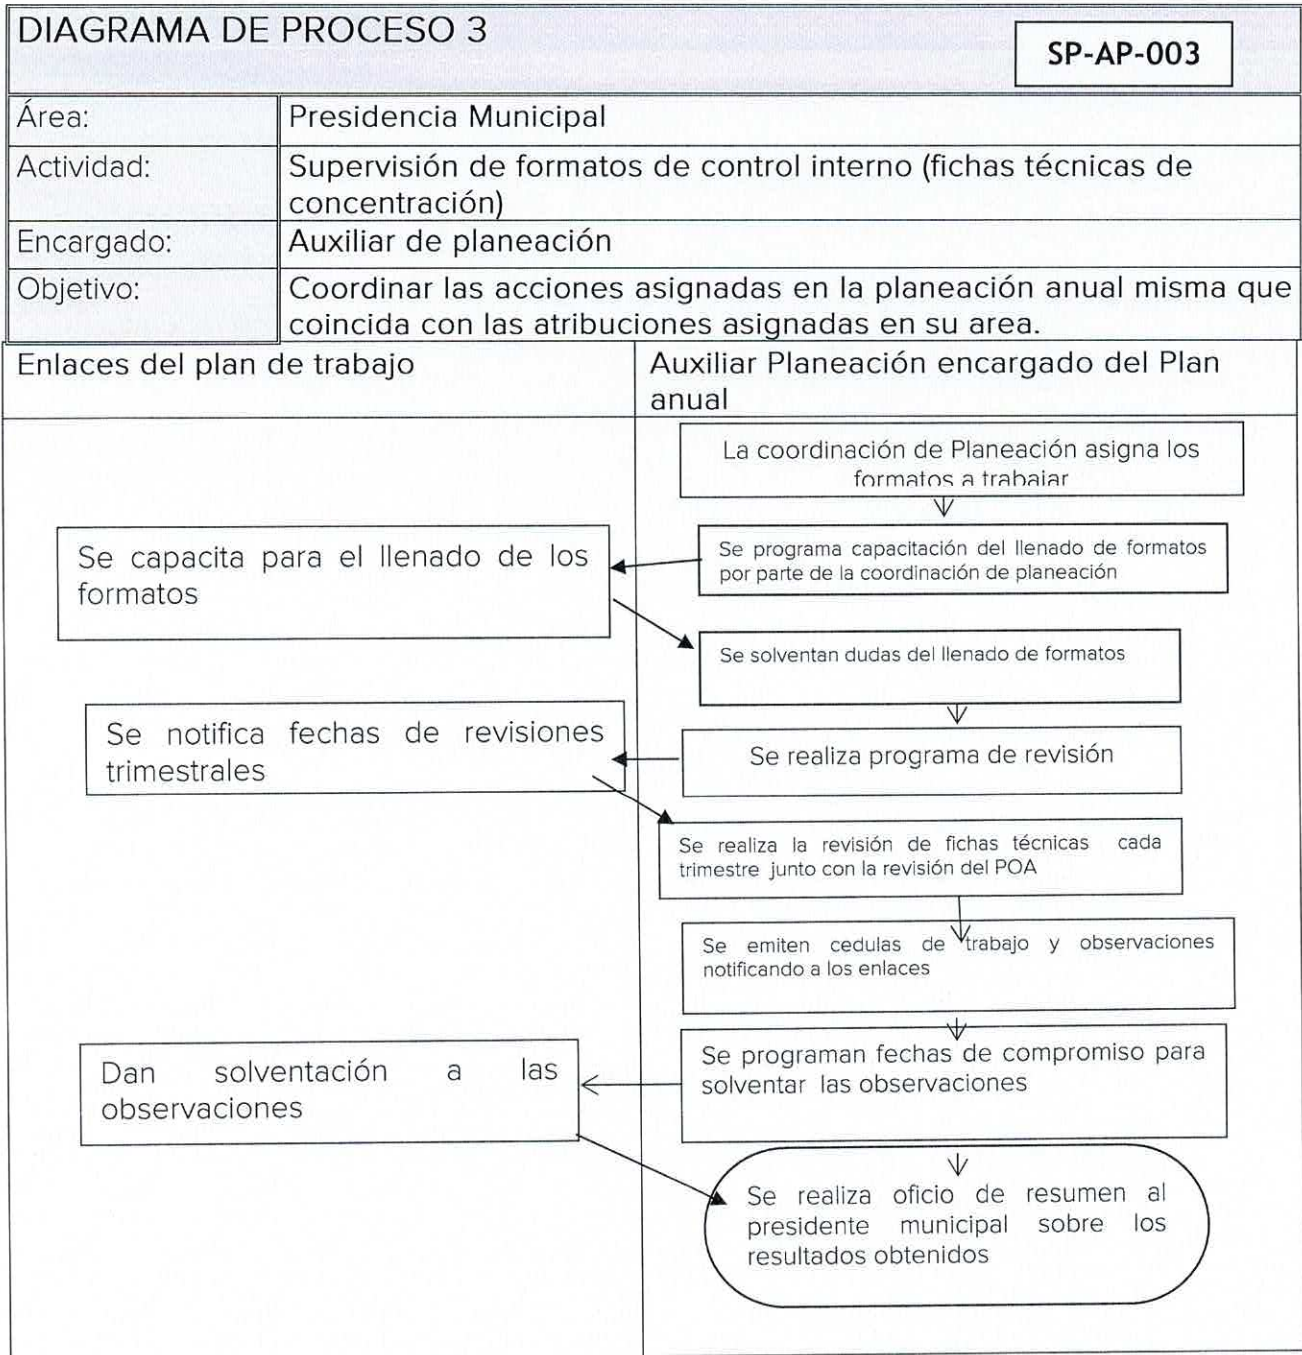 DIAGRAMA DE PROCESO 3
SP-AP-003
Área:
Presidencia Municipal
Actividad:
Supervisión de formatos de control interno (fichas técnicas de
concentración)
Encargado:
Auxiliar de planeación
Objetivo:
Coordinar las acciones asignadas en la planeación anual misma que
coincida con las atribuciones asignadas en su area.
Enlaces del plan de trabajo
Auxiliar Planeación encargado del Plan
anual
La coordinación de Planeación asigna los
formatos a trabajar
Se programa capacitación del llenado de formatos
por parte de la coordinación de planeación
Se capacita para el llenado de los
formatos
Se solventan dudas del llenado de formatos
Se realiza programa de revisión
Se notifica fechas de revisiones
trimestrales
Se realiza la revisión de fichas técnicas cada
trimestre junto con la revisión del POA
Se emiten cedulas de trabajo y observaciones
notificando a los enlaces
Se programan fechas de compromiso para
solventar las observaciones
Dan solventación a las
observaciones
Se realiza oficio de resumen al
presidente municipal sobre los
resultados obtenidos